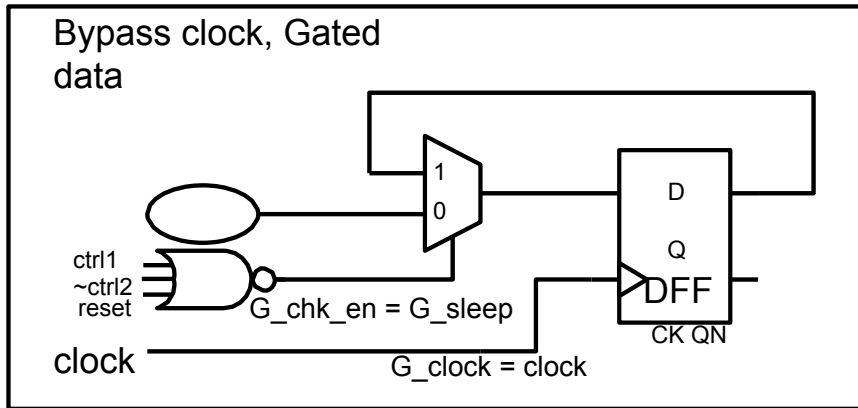 Bypass clock, Gated
data
1
D
0
Q
ctrl1
~ctrl2
reset
DFF
G_chk_en = G_sleep
CK QN
clock
G_clock = clock